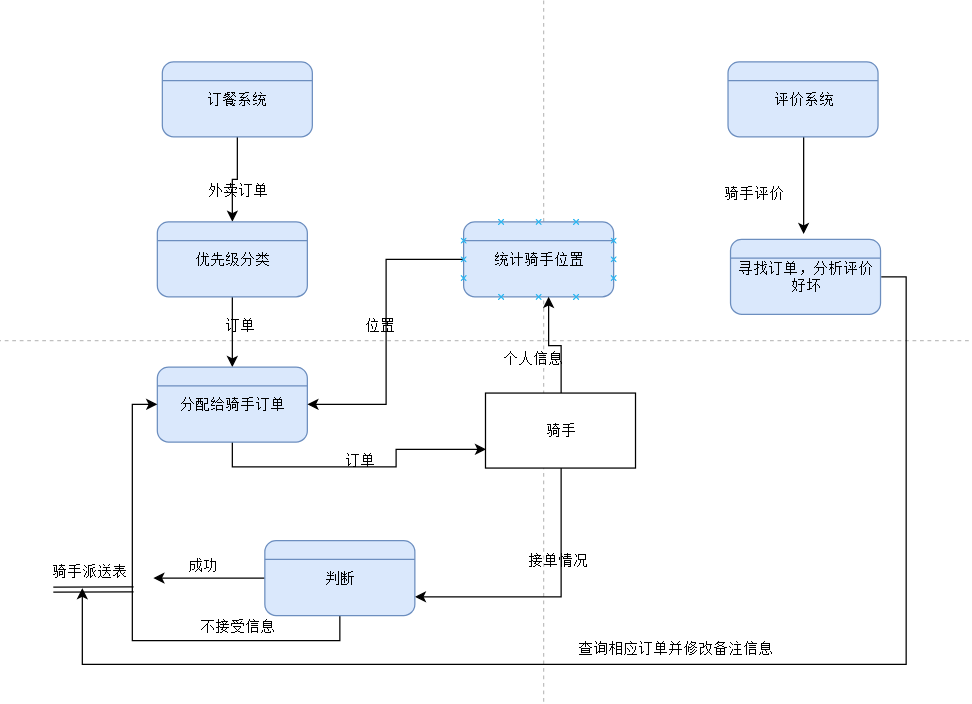 订餐系统
评价系统
外卖订单
骑手评价
优先级分类
统计骑手位置
寻找订单，分析评价
好坏
订单
位置
个人信息
分配给骑手订单
骑手
订单
接单情况
骑手派送表
成功
判断
不接受信息
查询相应订单并修改备注信息